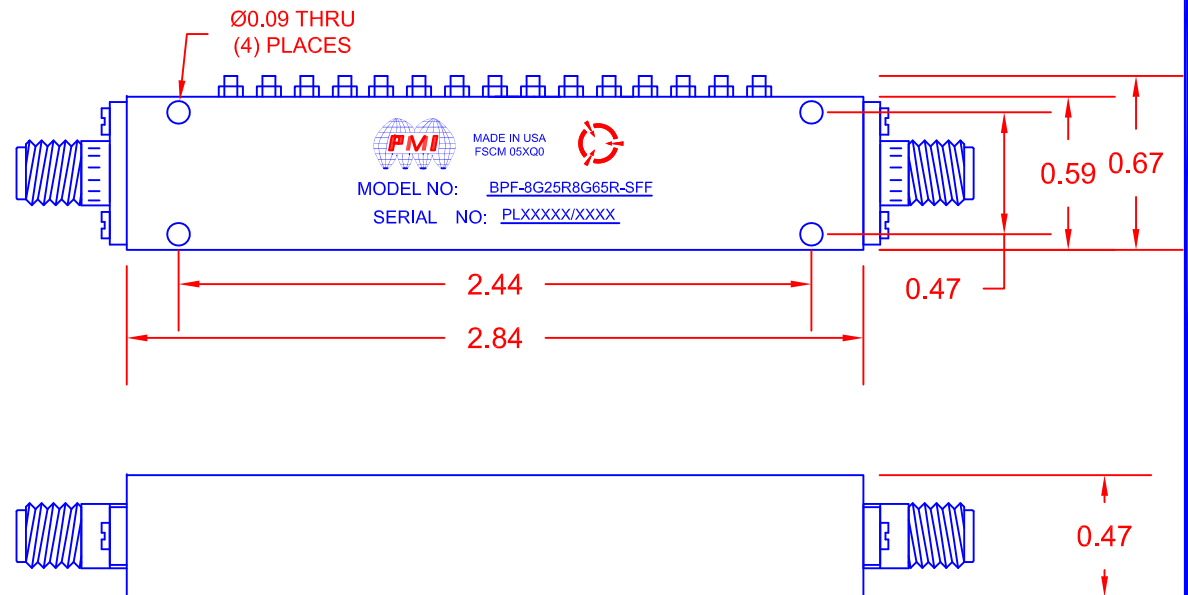 Ø0.09 THRU
(4) PLACES
PMI
MADE IN USA
FSCM 05XQ0
MODEL NO: BPF-8G25R8G65R-SFF
SERIAL NO: PLXXXXX/XXXX
0.59
0.67
0.47
2.44
2.84
0.47